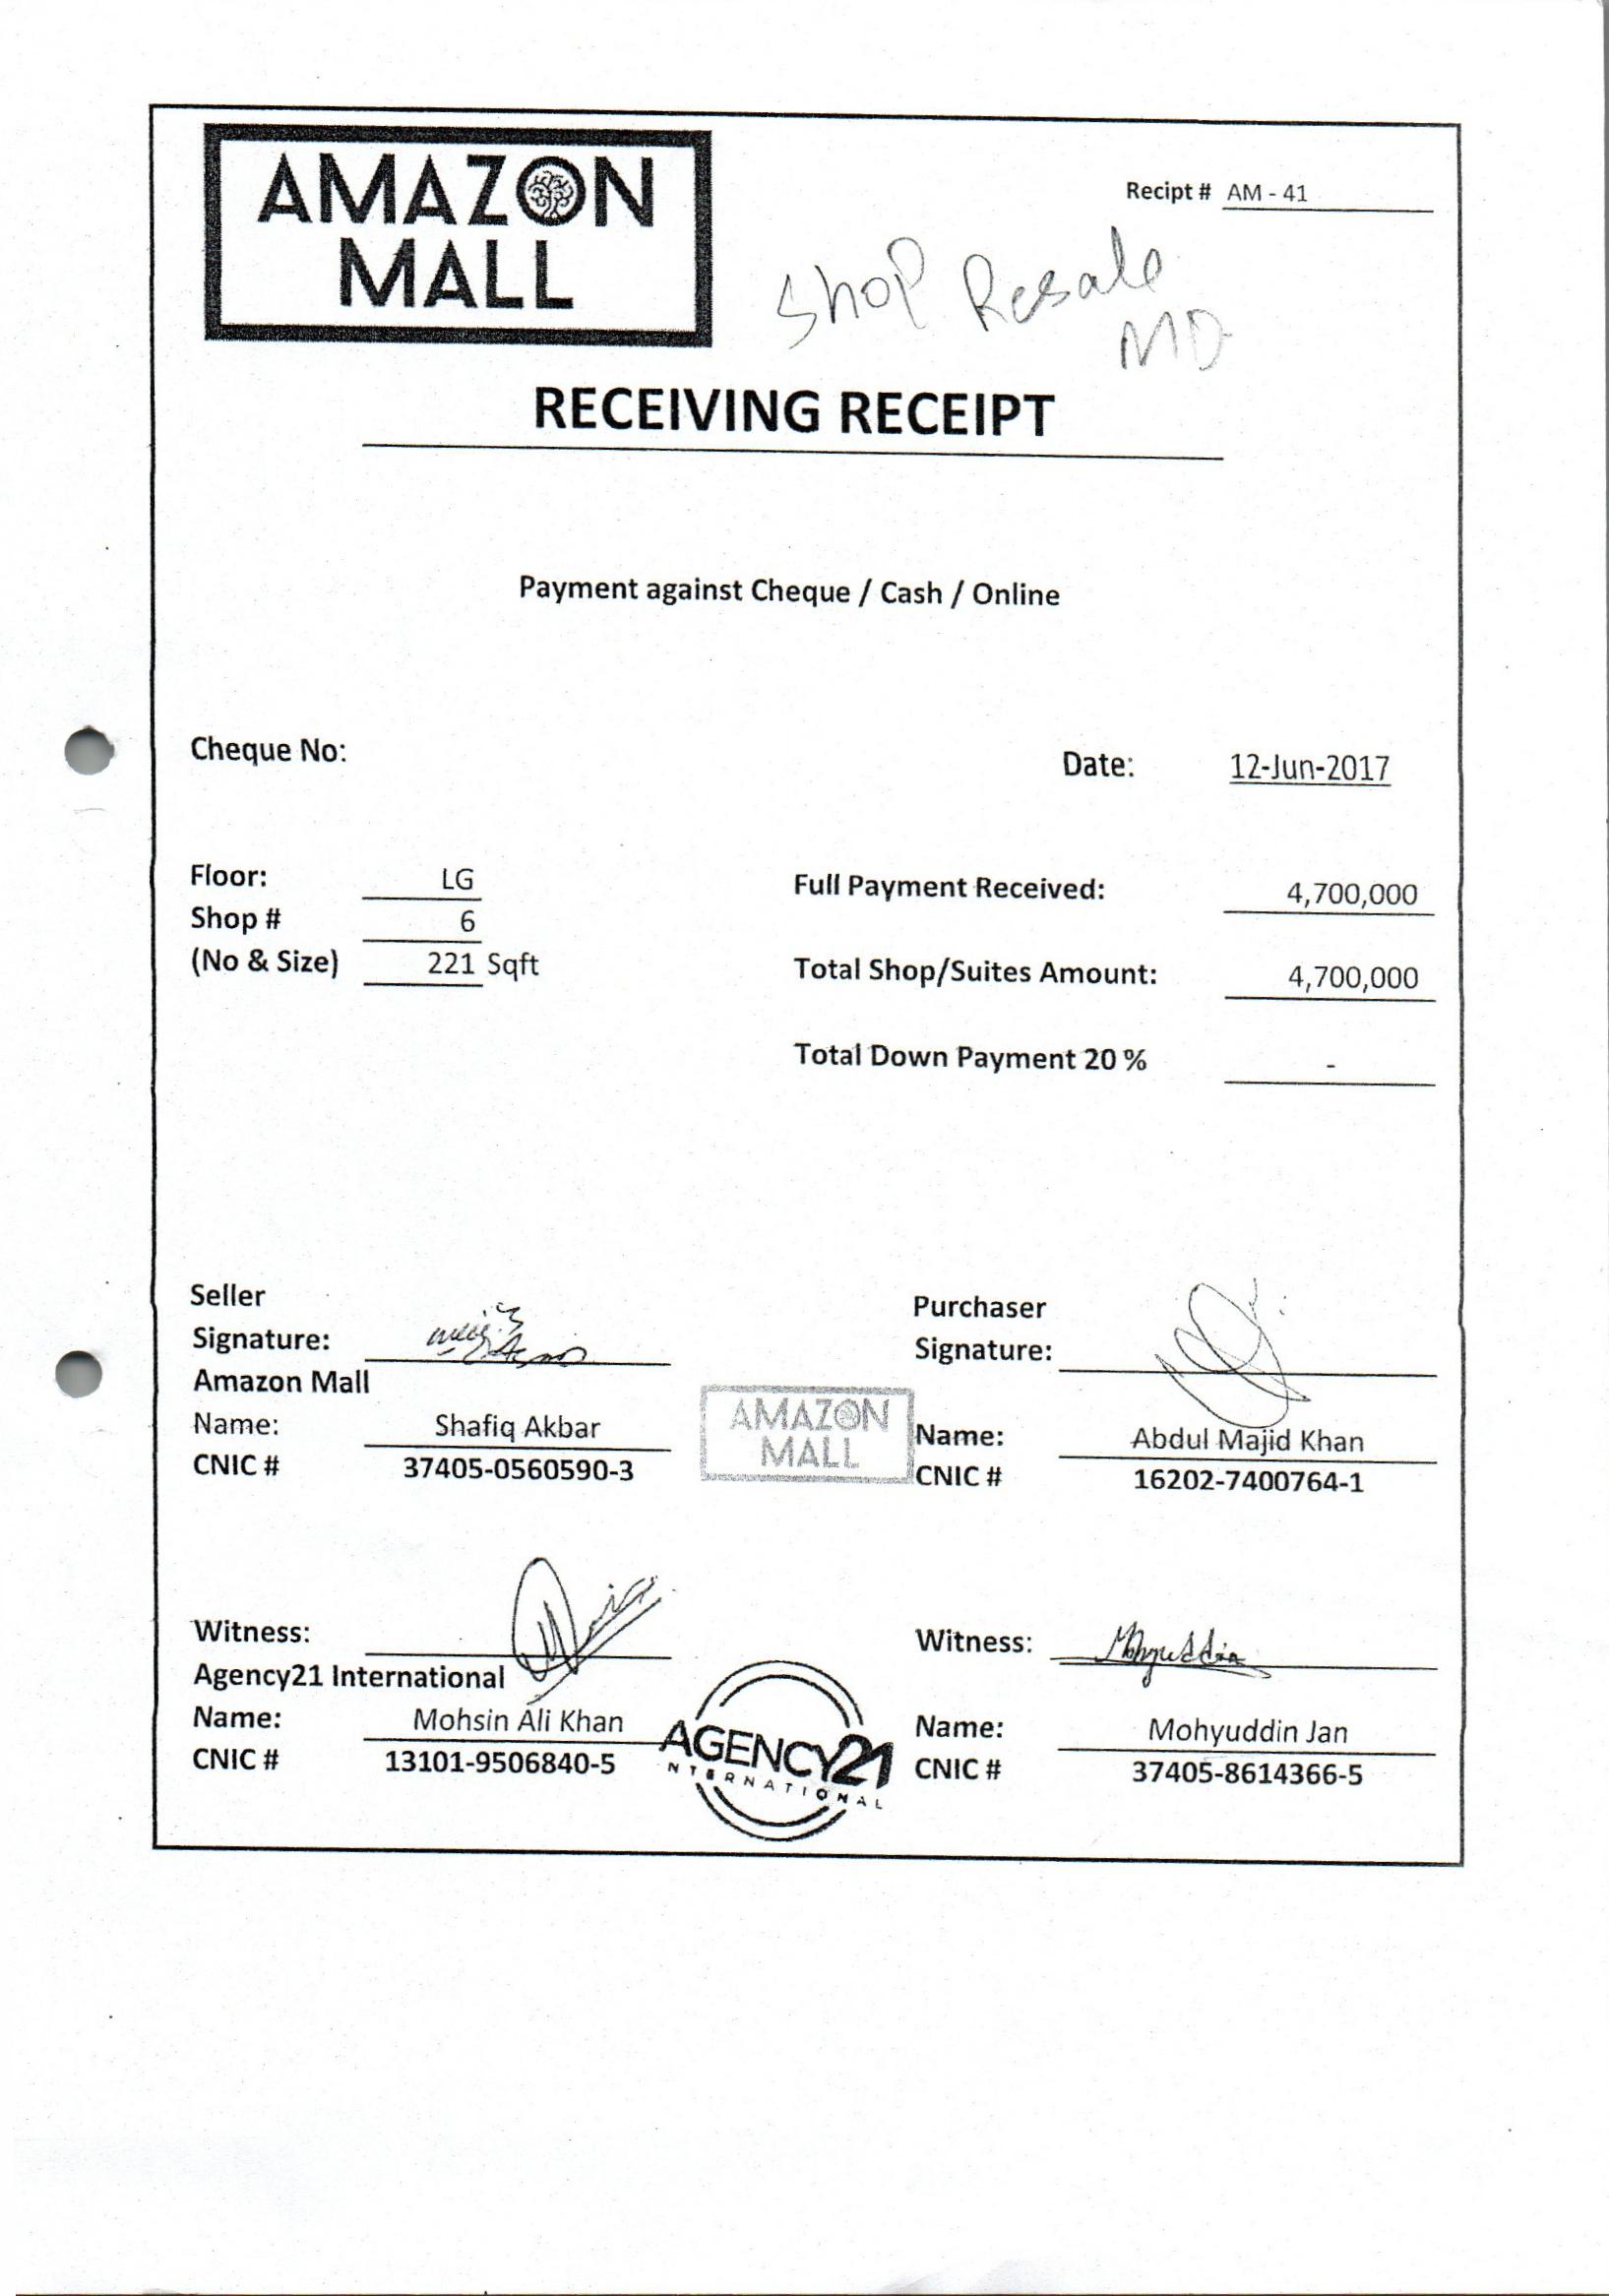 AMAZON
MALL
Recipt # AM - 41
Shop Resale
MD
RECEIVING RECEIPT
Payment against Cheque / Cash / Online
Cheque No:
Date: 12-Jun-2017
Floor: LG
Full Payment Received: 4,700,000
Shop # 6
(No & Size) 221 Sqft
Total Shop/Suites Amount: 4,700,000
Total Down Payment 20 % -
Seller
Purchaser
Signature:
Signature:
Amazon Mall
AMAZON
MALL
Name: Shafiq Akbar
Name: Abdul Majid Khan
CNIC # 37405-0560590-3
CNIC # 16202-7400764-1
Witness:
Witness: Mohyuddin
Agency21 International
Name: Mohsin Ali Khan
Name: Mohyuddin Jan
CNIC # 13101-9506840-5
CNIC # 37405-8614366-5
AGENCY21
INTERNATIONAL